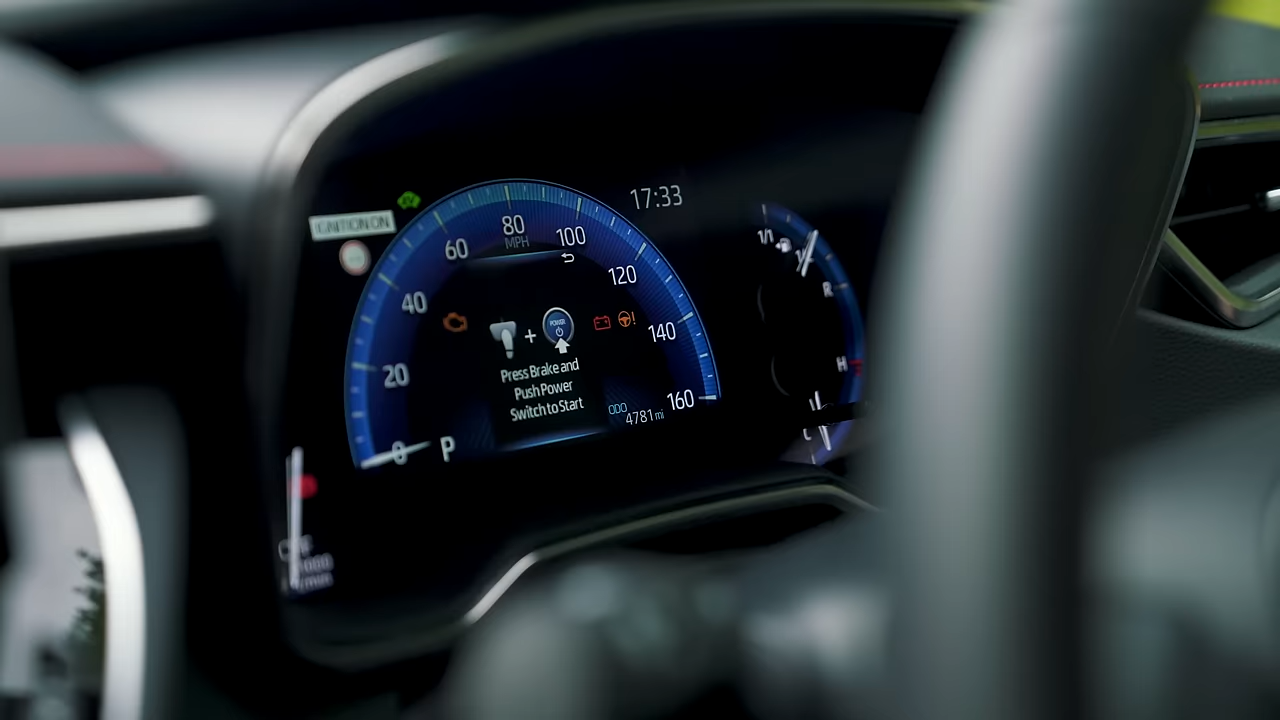 17:33
IGNITION ON
0
20
40
60
80
MPH
100
120
140
160
POWER
+
Press Brake and
Push Power
Switch to Start
ODO
4781 mi
P
1/1
R
H